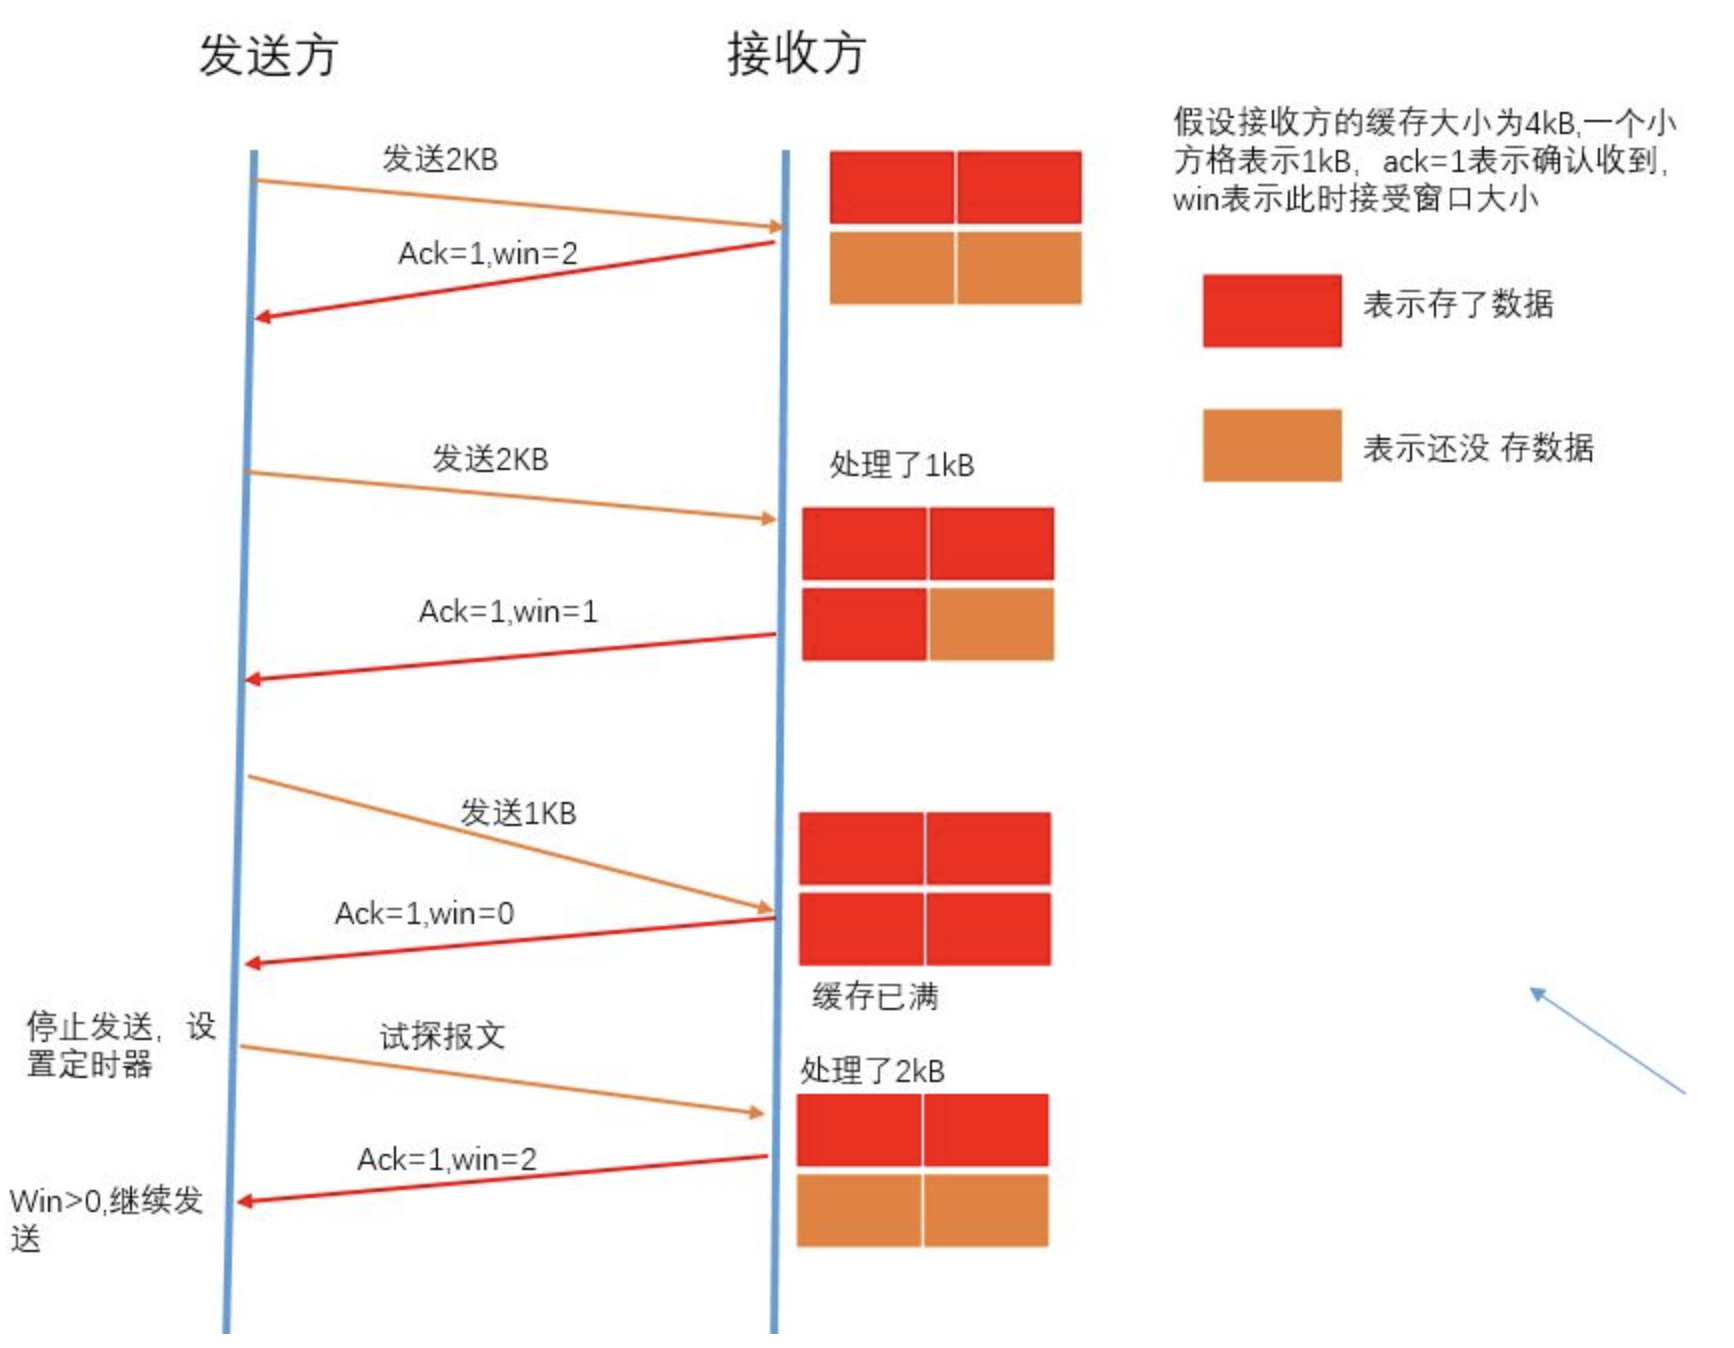 发送方
接收方
假设接收方的缓存大小为4kB,一个小
方格表示1kB，ack=1表示确认收到，
win表示此时接受窗口大小
发送2KB
Ack=1,win=2
表示存了数据
表示还没 存数据
发送2KB
处理了1kB
Ack=1,win=1
发送1KB
Ack=1,win=0
缓存已满
停止发送，设
置定时器
试探报文
处理了2kB
Ack=1,win=2
Win>0,继续发
送